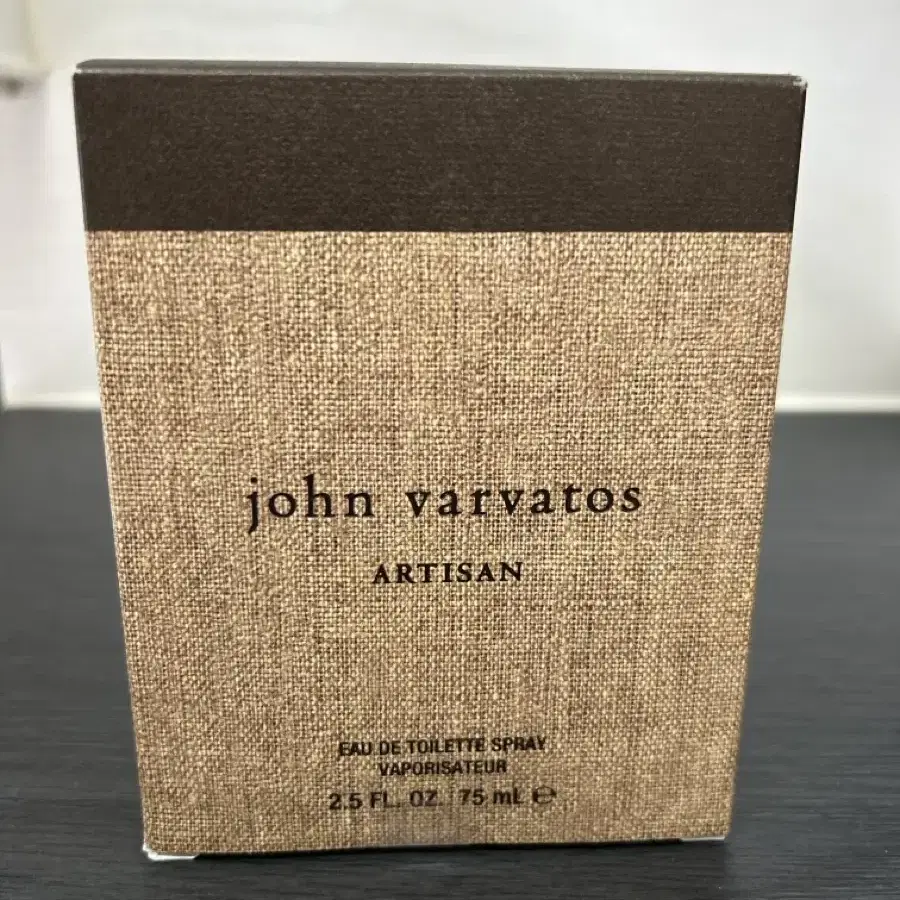 john varvatos
ARTISAN
EAU DE TOILETTE SPRAY
VAPORISATEUR
2.5 FL. OZ. 75 mL ℮